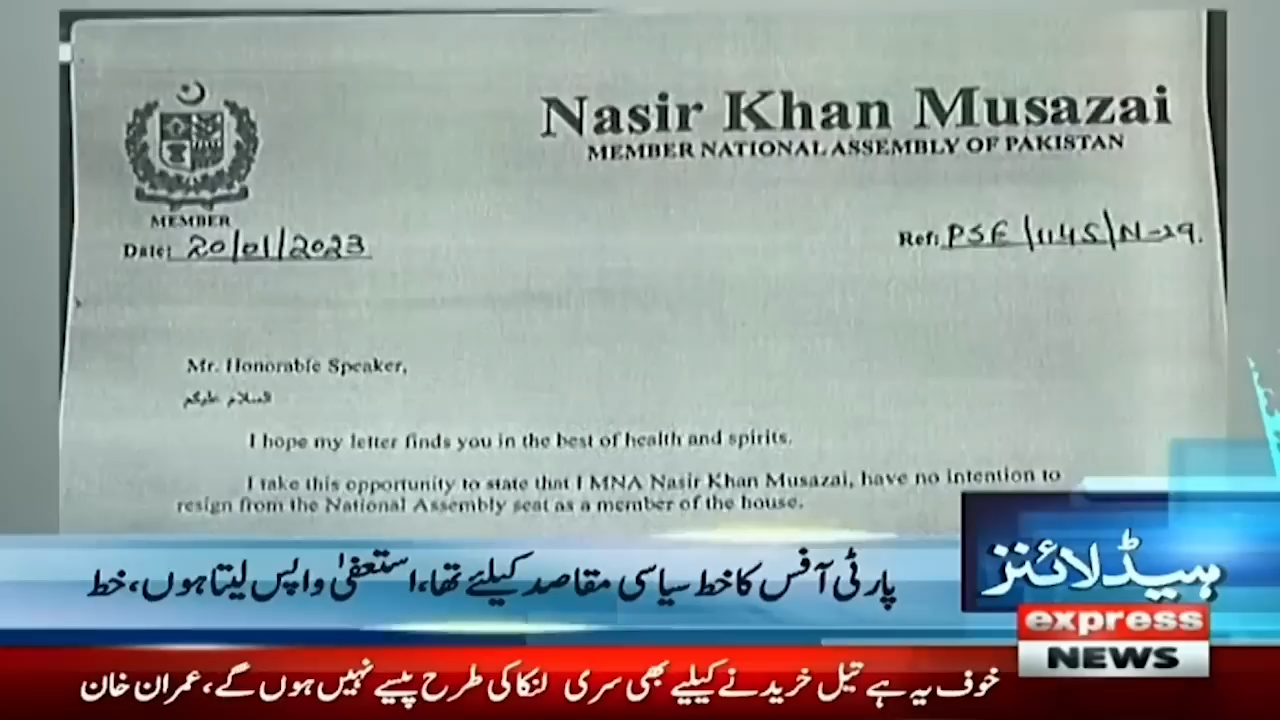 Nasir Khan Musazai
MEMBER NATIONAL ASSEMBLY OF PAKISTAN
MEMBER
Date: 20/01/2023
Ref: PSE/1145/N-29.
Mr. Honorable Speaker,
السلام علیکم
I hope my letter finds you in the best of health and spirits.
I take this opportunity to state that I MNA Nasir Khan Musazai, have no intention to
resign from the National Assembly seat as a member of the house.
ہیڈلائنز
پارٹی آفس کا خط سیاسی مقاصد کیلئے تھا، استعفیٰ واپس لیتا ہوں، خط
express
NEWS
خوف یہ ہے تیل خریدنے کیلیے بھی سری لنکا کی طرح پیسے نہیں ہوں گے، عمران خان